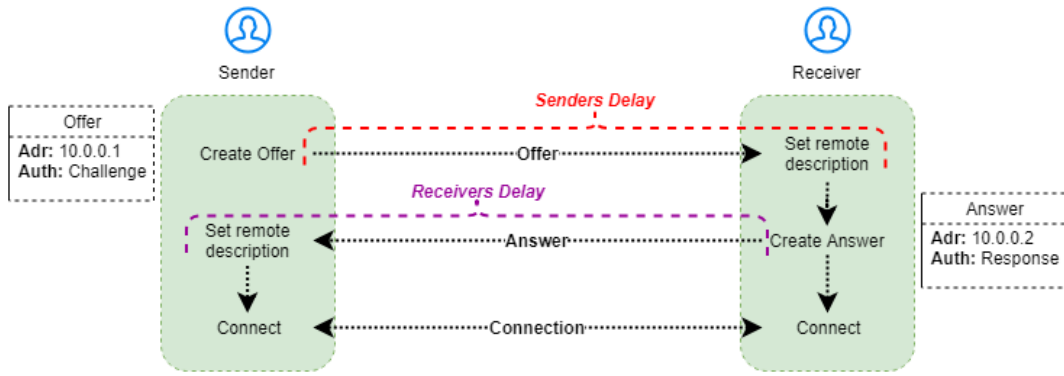 Sender
Receiver
Senders Delay
Offer
Adr: 10.0.0.1
Auth: Challenge
Create Offer
Offer
Set remote
description
Receivers Delay
Set remote
description
Answer
Create Answer
Answer
Adr: 10.0.0.2
Auth: Response
Connect
Connection
Connect